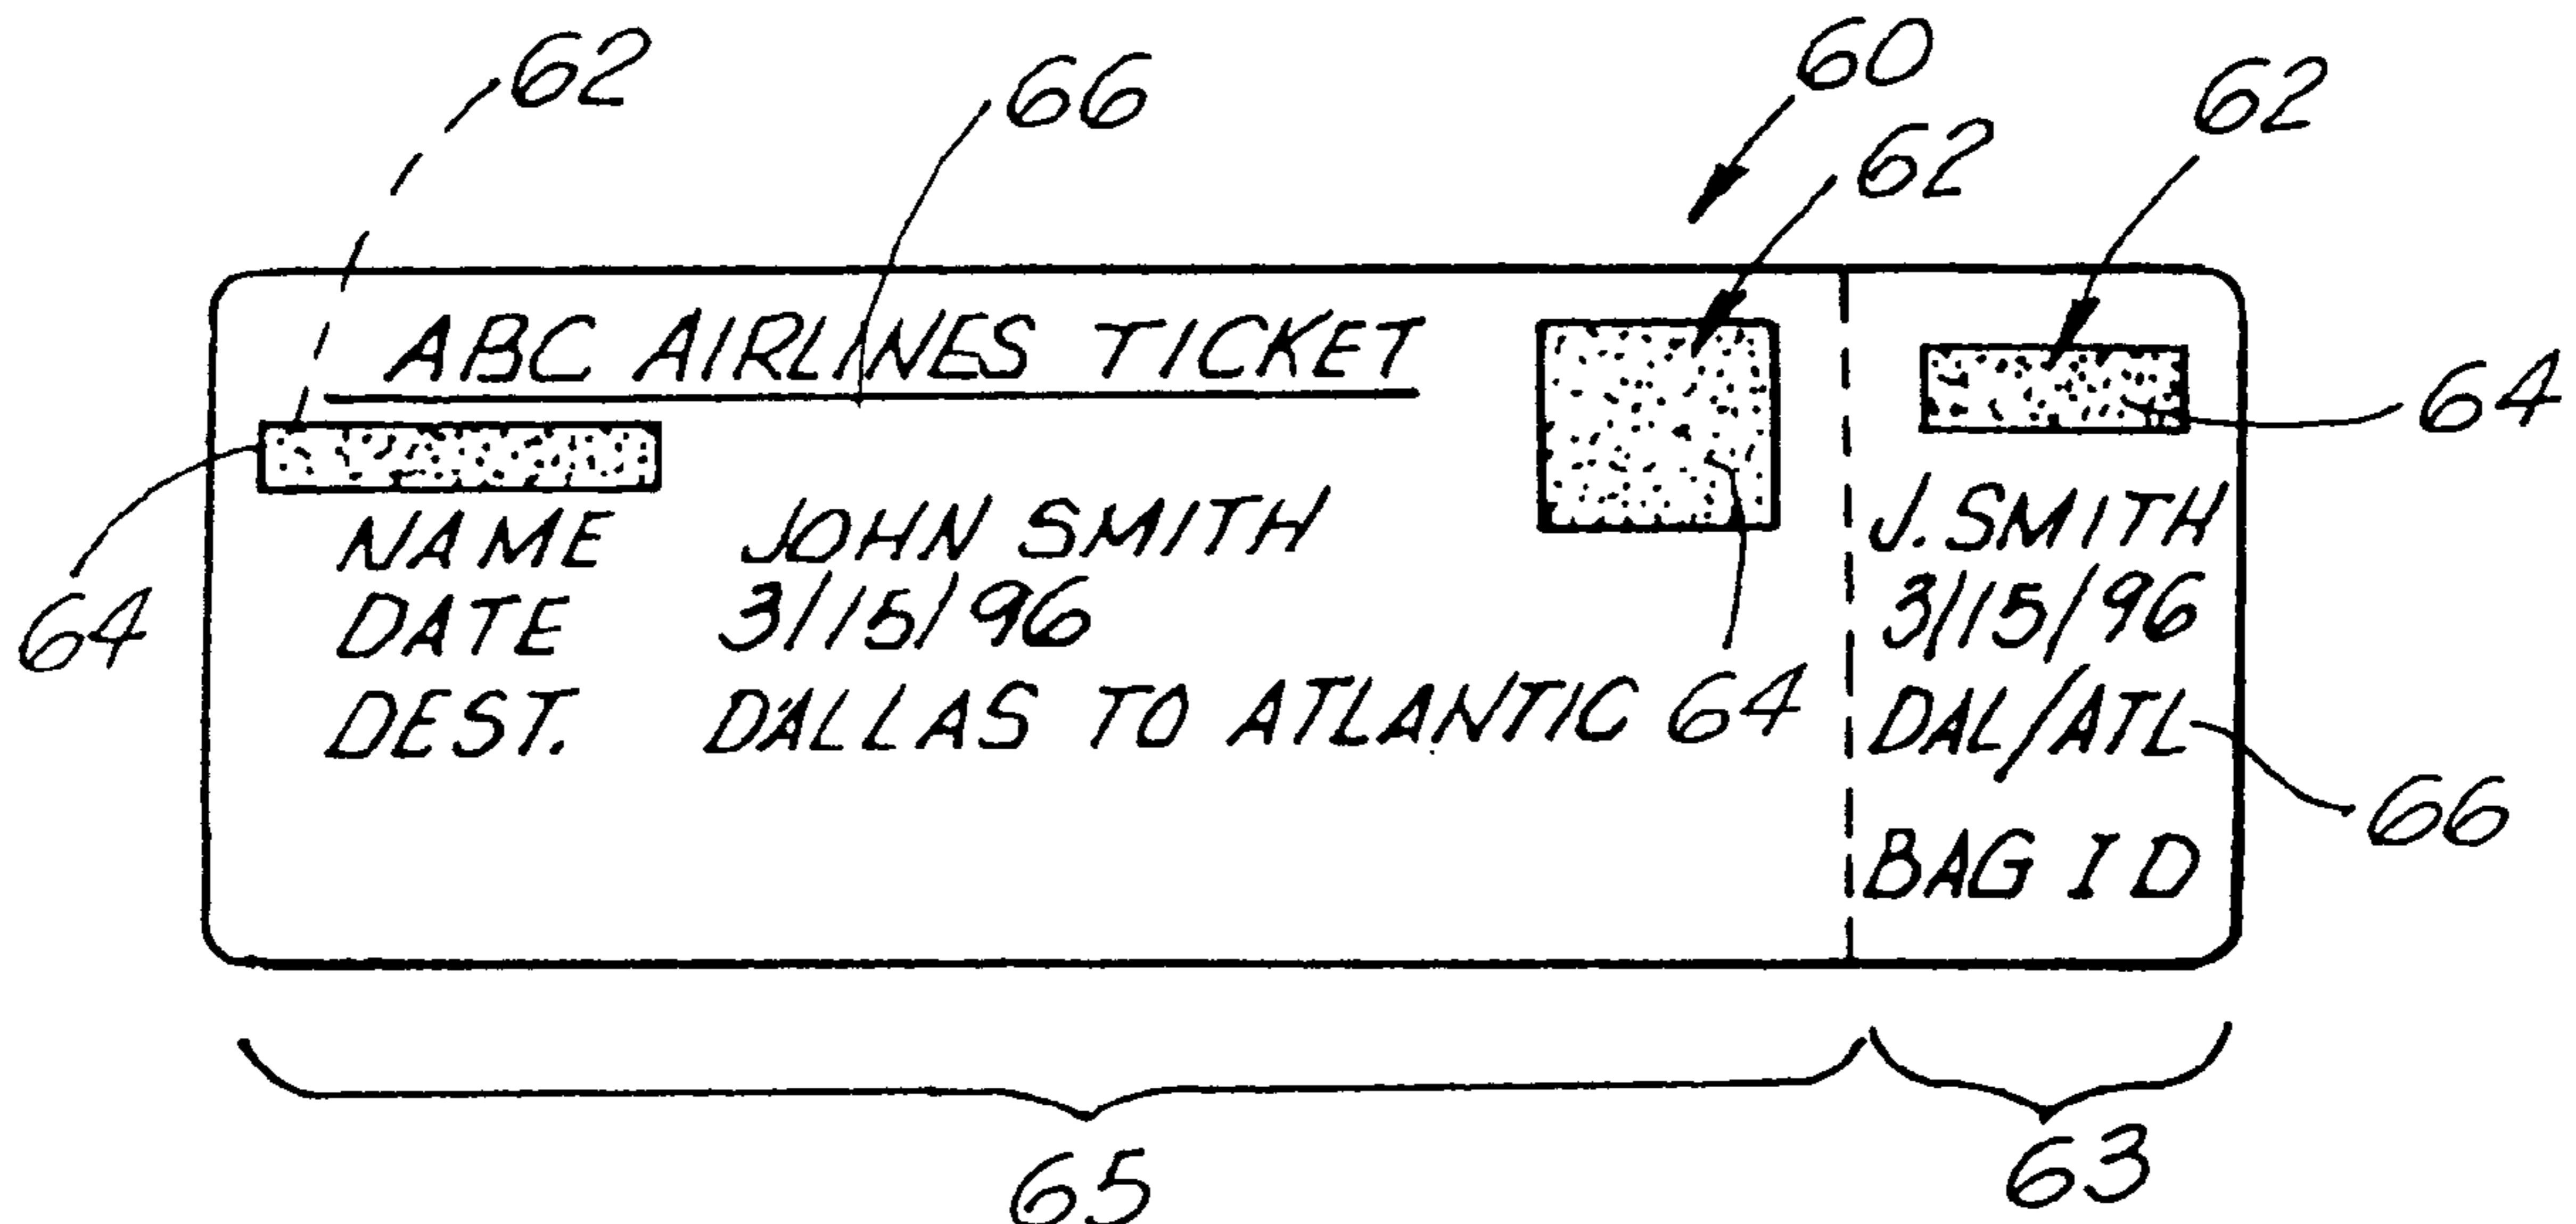 62 66 60 62 62
ABC AIRLINES TICKET
64
64
NAME JOHN SMITH
DATE 3/15/96
DEST. DALLAS TO ATLANTIC
64
J. SMITH
3/15/96
DAL/ATL
66
BAG ID
65 63